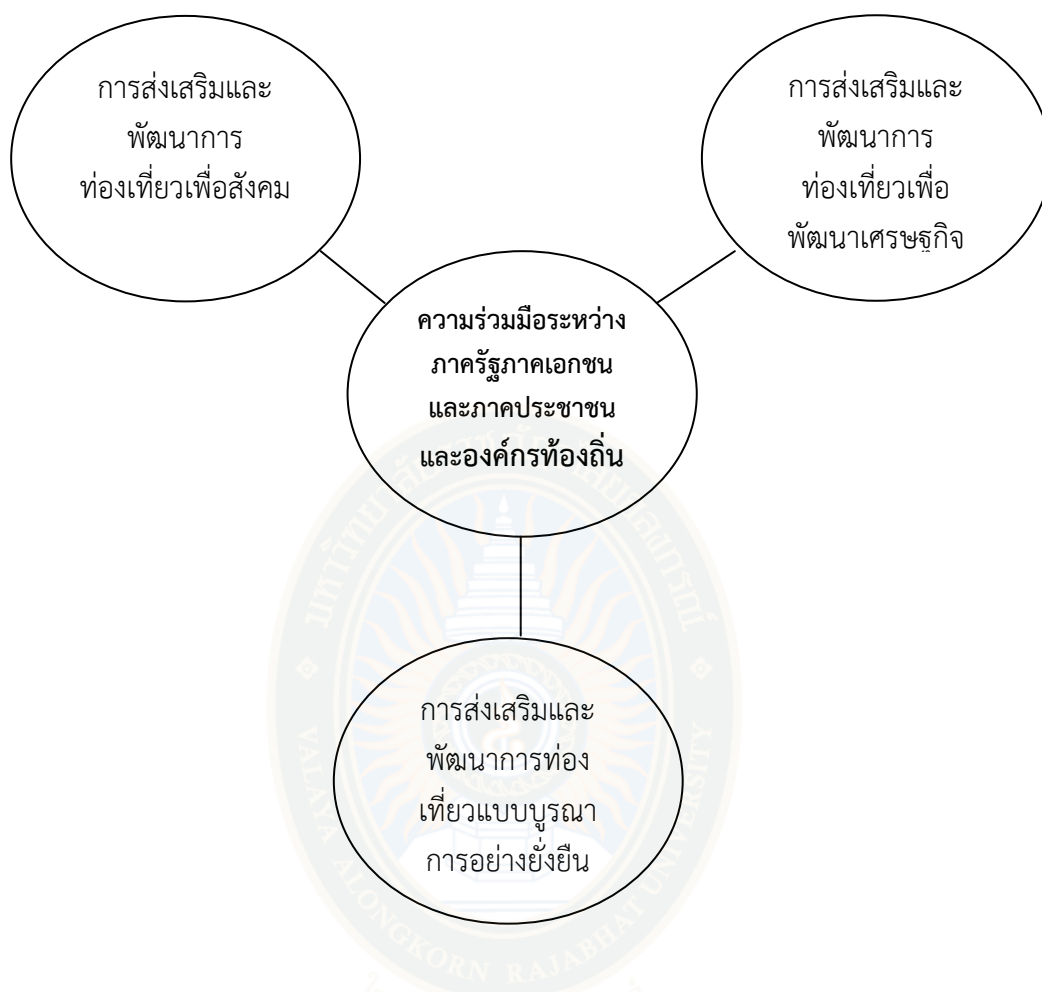 การส่งเสริมและ
พัฒนาการ
ท่องเที่ยวเพื่อสังคม
การส่งเสริมและ
พัฒนาการ
ท่องเที่ยวเพื่อ
พัฒนาเศรษฐกิจ
ความร่วมมือระหว่าง
ภาครัฐภาคเอกชน
และภาคประชาชน
และองค์กรท้องถิ่น
การส่งเสริมและ
พัฒนาการท่อง
เที่ยวแบบบูรณา
การอย่างยั่งยืน
VALAYA ALONGKORN RAJABHAT UNIVERSITY